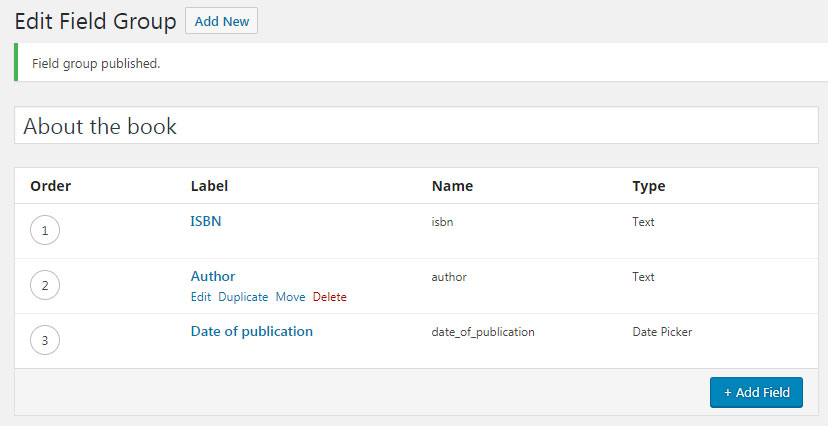 Edit Field Group Add New
Field group published.
About the book
Order Label Name Type
1 ISBN isbn Text
2 Author author Text
Edit Duplicate Move Delete
3 Date of publication date_of_publication Date Picker
+ Add Field